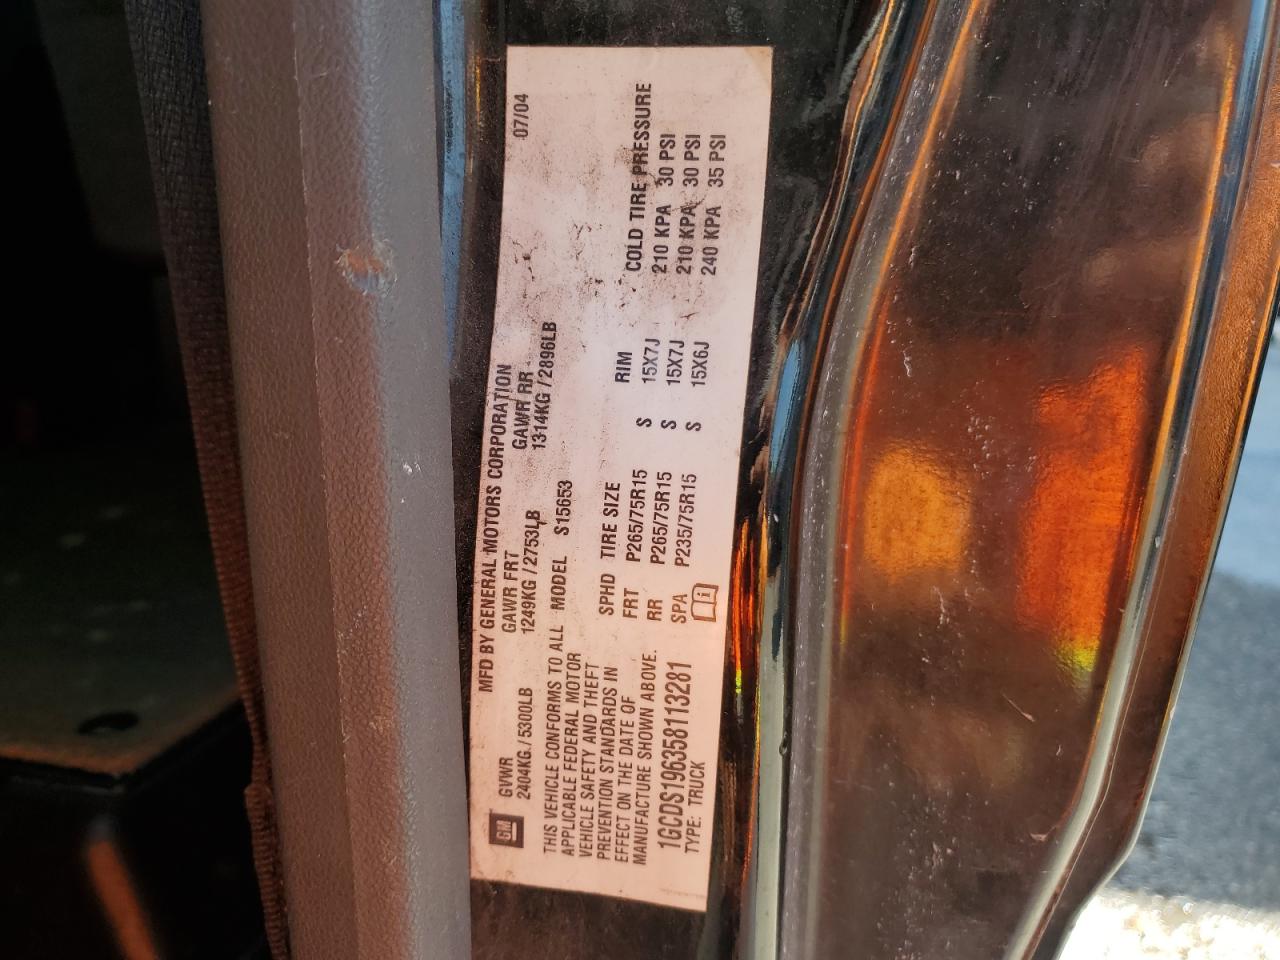 MFD BY GENERAL MOTORS CORPORATION 07/04
GM GVWR GAWR FRT GAWR RR
2404KG./5300LB 1249KG/2753LB 1314KG/2896LB
THIS VEHICLE CONFORMS TO ALL
APPLICABLE FEDERAL MOTOR
VEHICLE SAFETY AND THEFT
PREVENTION STANDARDS IN
EFFECT ON THE DATE OF
MANUFACTURE SHOWN ABOVE.
1GCDS196358113281
TYPE: TRUCK
MODEL S15653
SPHD TIRE SIZE RIM COLD TIRE PRESSURE
FRT P265/75R15 S 15X7J 210 KPA 30 PSI
RR P265/75R15 S 15X7J 210 KPA 30 PSI
SPA P235/75R15 S 15X6J 240 KPA 35 PSI